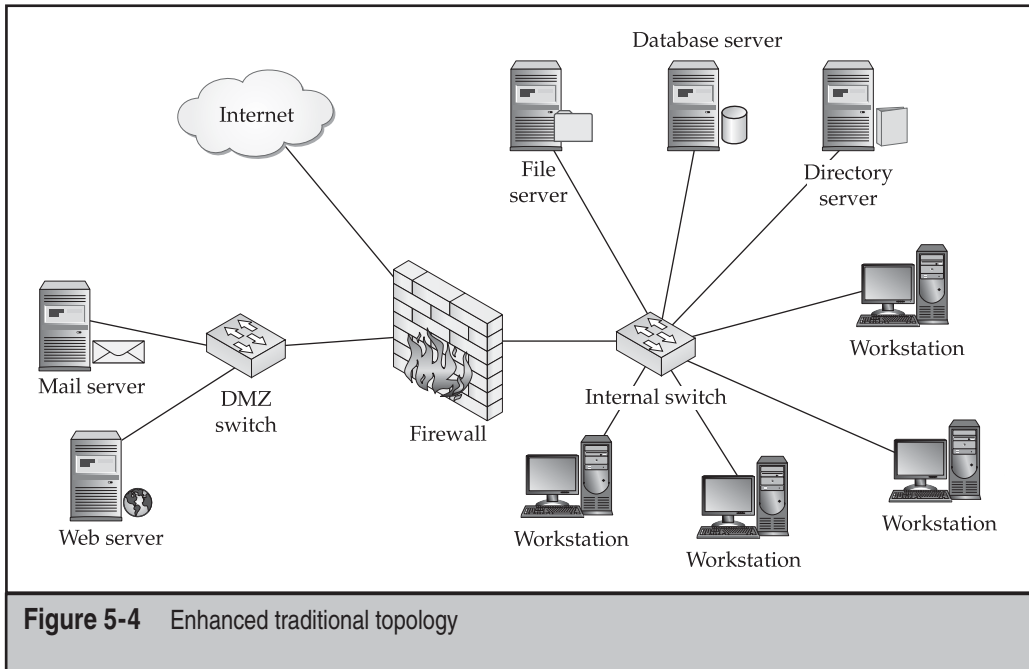 Database server
Internet
File
server
Directory
server
Mail server
DMZ
switch
Firewall
Internal switch
Workstation
Web server
Workstation
Workstation
Workstation
Figure 5-4 Enhanced traditional topology